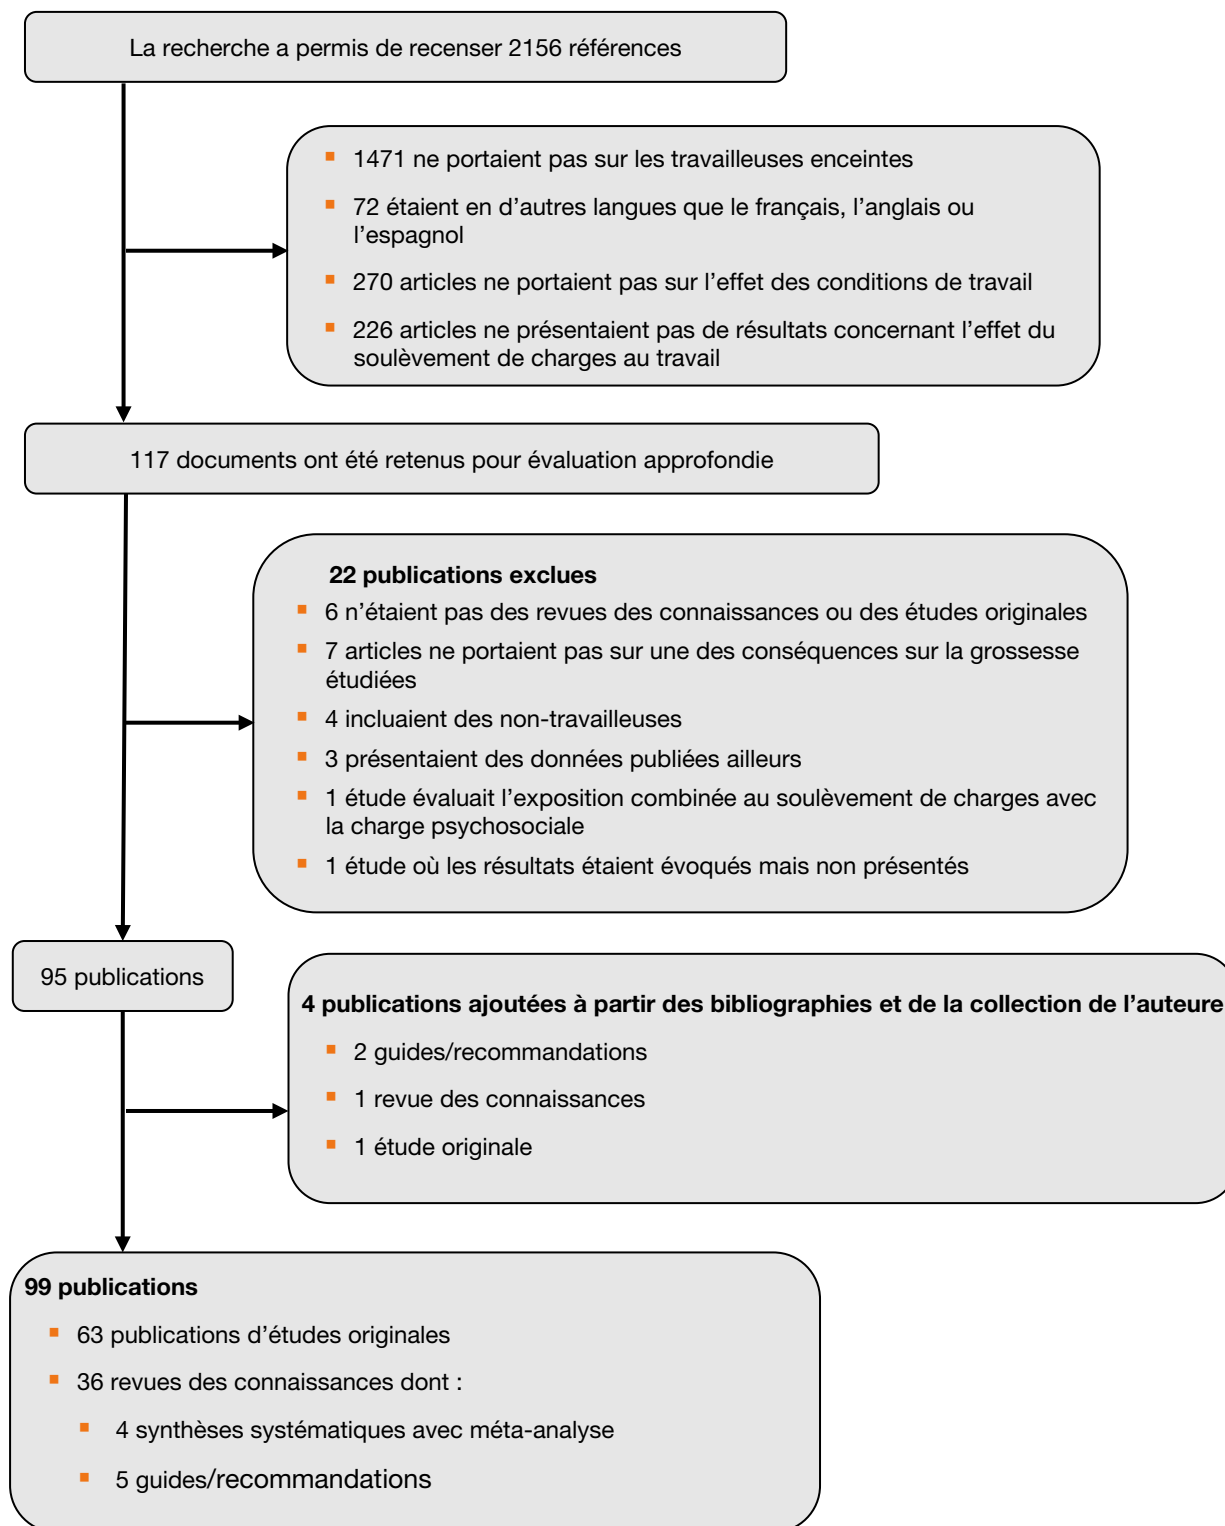 La recherche a permis de recenser 2156 références
▪ 1471 ne portaient pas sur les travailleuses enceintes
▪ 72 étaient en d’autres langues que le français, l’anglais ou
l’espagnol
▪ 270 articles ne portaient pas sur l’effet des conditions de travail
▪ 226 articles ne présentaient pas de résultats concernant l’effet du
soulèvement de charges au travail
117 documents ont été retenus pour évaluation approfondie
22 publications exclues
▪ 6 n’étaient pas des revues des connaissances ou des études originales
▪ 7 articles ne portaient pas sur une des conséquences sur la grossesse
étudiées
▪ 4 incluaient des non-travailleuses
▪ 3 présentaient des données publiées ailleurs
▪ 1 étude évaluait l’exposition combinée au soulèvement de charges avec
la charge psychosociale
▪ 1 étude où les résultats étaient évoqués mais non présentés
95 publications
4 publications ajoutées à partir des bibliographies et de la collection de l’auteure
▪ 2 guides/recommandations
▪ 1 revue des connaissances
▪ 1 étude originale
99 publications
▪ 63 publications d’études originales
▪ 36 revues des connaissances dont :
▪ 4 synthèses systématiques avec méta-analyse
▪ 5 guides/recommandations